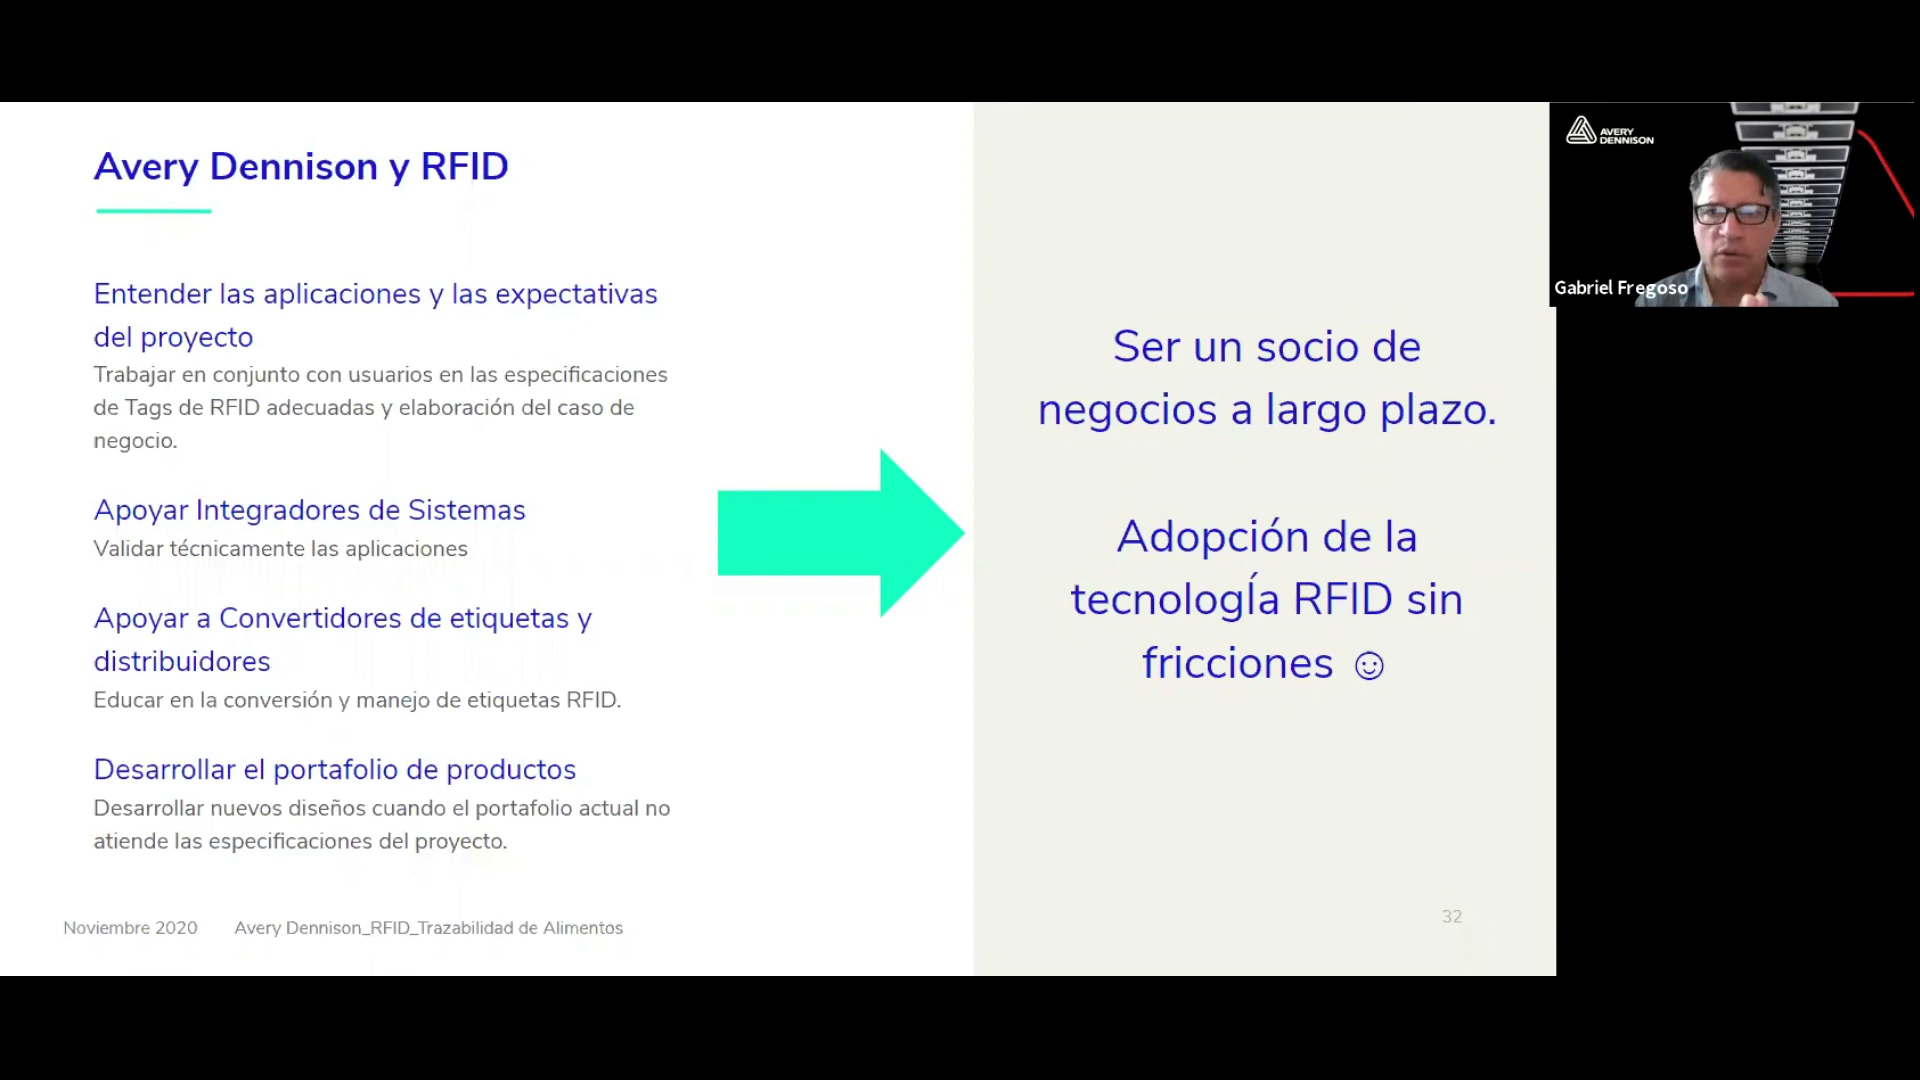 Avery Dennison y RFID
Entender las aplicaciones y las expectativas
del proyecto
Trabajar en conjunto con usuarios en las especificaciones
de Tags de RFID adecuadas y elaboración del caso de
negocio.
Apoyar Integradores de Sistemas
Validar técnicamente las aplicaciones
Apoyar a Convertidores de etiquetas y
distribuidores
Educar en la conversión y manejo de etiquetas RFID.
Desarrollar el portafolio de productos
Desarrollar nuevos diseños cuando el portafolio actual no
atiende las especificaciones del proyecto.
Noviembre 2020 Avery Dennison_RFID_Trazabilidad de Alimentos
Ser un socio de
negocios a largo plazo.
Adopción de la
tecnologÍa RFID sin
fricciones ☺
32
AVERY
DENNISON
Gabriel Fregoso